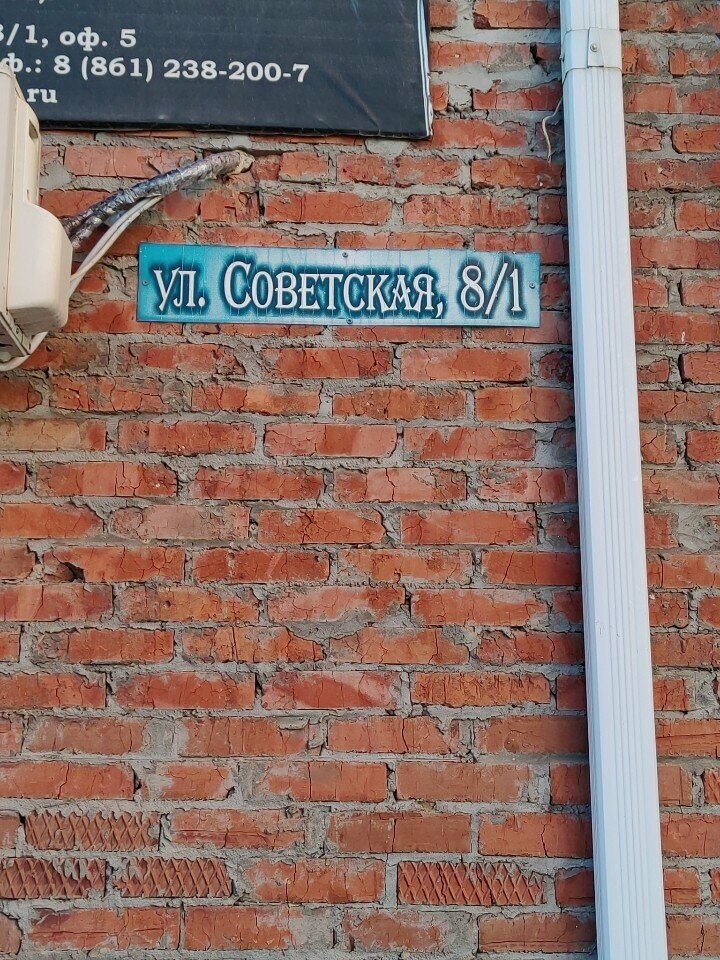 8/1, оф. 5
ф.: 8 (861) 238-200-7
ru
ул. Советская, 8/1